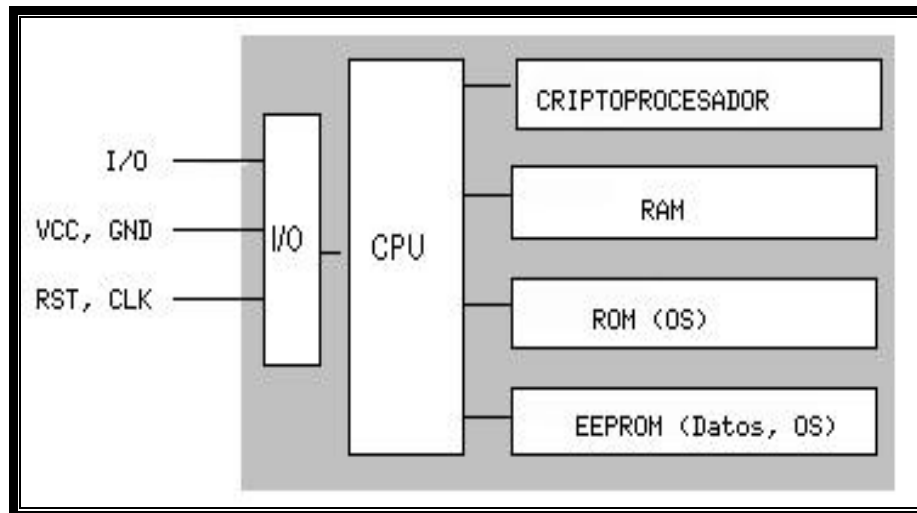 I/O
VCC, GND
RST, CLK
I/O
CPU
CRIPTOPROCESADOR
RAM
ROM (OS)
EEPROM (Datos, OS)